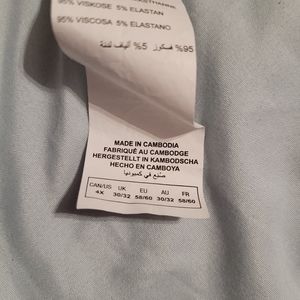 95% VISKOSE 5% ELASTAN
95% VISCOSA 5% ELASTANO
95% فسكوز 5% ألياف لدنة
MADE IN CAMBODIA
FABRIQUÉ AU CAMBODGE
HERGESTELLT IN KAMBODSCHA
HECHO EN CAMBOYA
صنع في كمبوديا
CAN/US UK EU AU FR
4X 30/32 58/60 30/32 58/60